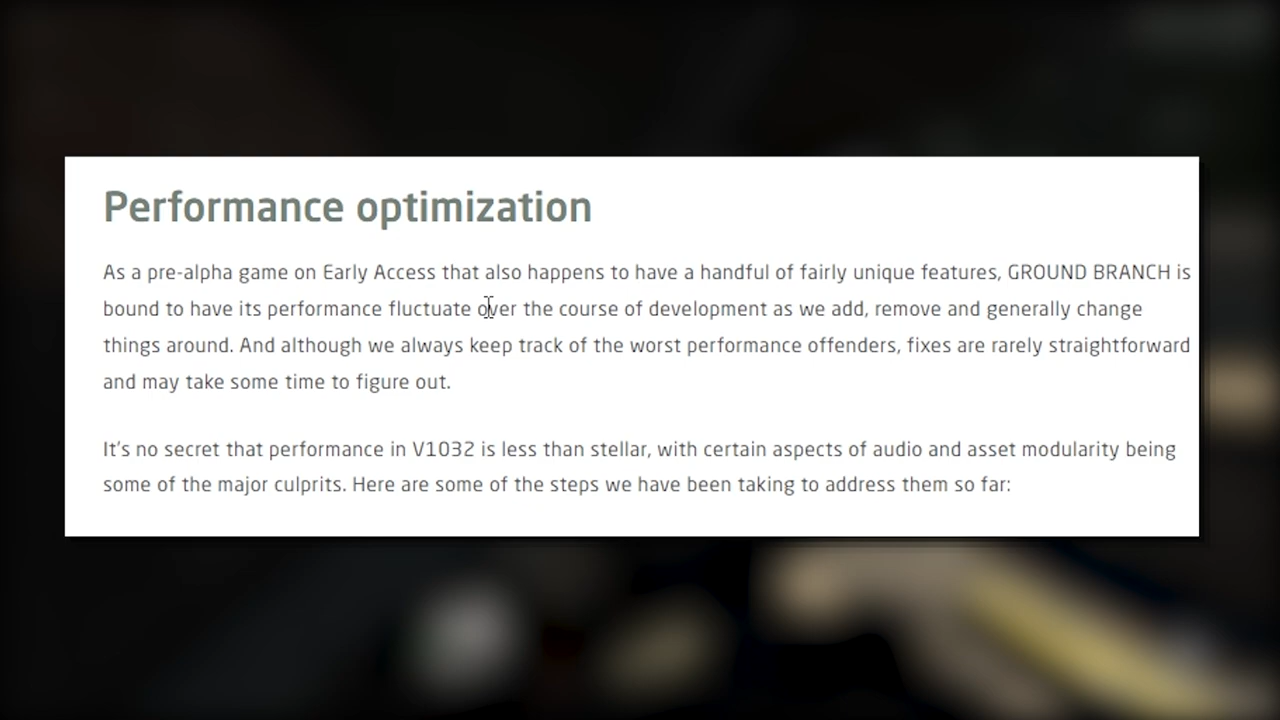 Performance optimization
As a pre-alpha game on Early Access that also happens to have a handful of fairly unique features, GROUND BRANCH is
bound to have its performance fluctuate over the course of development as we add, remove and generally change
things around. And although we always keep track of the worst performance offenders, fixes are rarely straightforward
and may take some time to figure out.
It's no secret that performance in V1032 is less than stellar, with certain aspects of audio and asset modularity being
some of the major culprits. Here are some of the steps we have been taking to address them so far: